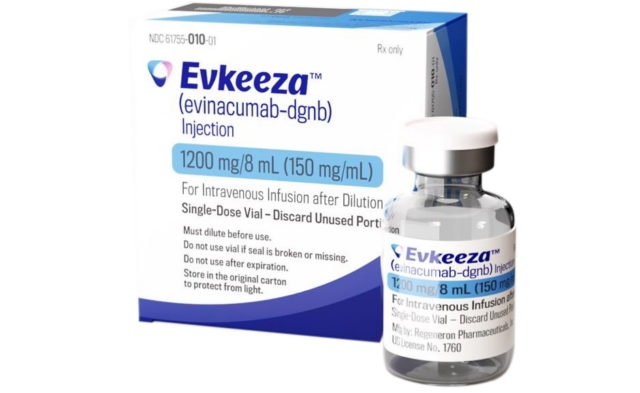 NDC 61755-010-01
Rx only
Evkeeza™
(evinacumab-dgnb)
Injection
1200 mg/8 mL (150 mg/mL)
For Intravenous Infusion after Dilution
Single-Dose Vial – Discard Unused Porti
Must dilute before use.
Do not use vial if seal is broken or missing.
Do not use after expiration.
Store in the original carton
to protect from light.
Evkeeza™
(evinacumab-dgnb) Injection
1200 mg/8 mL (150 mg/
For Intravenous Infusion after
Single-Dose Vial – Discard Unused
Mfg by: Regeneron Pharmaceuticals,
US License No. 1760